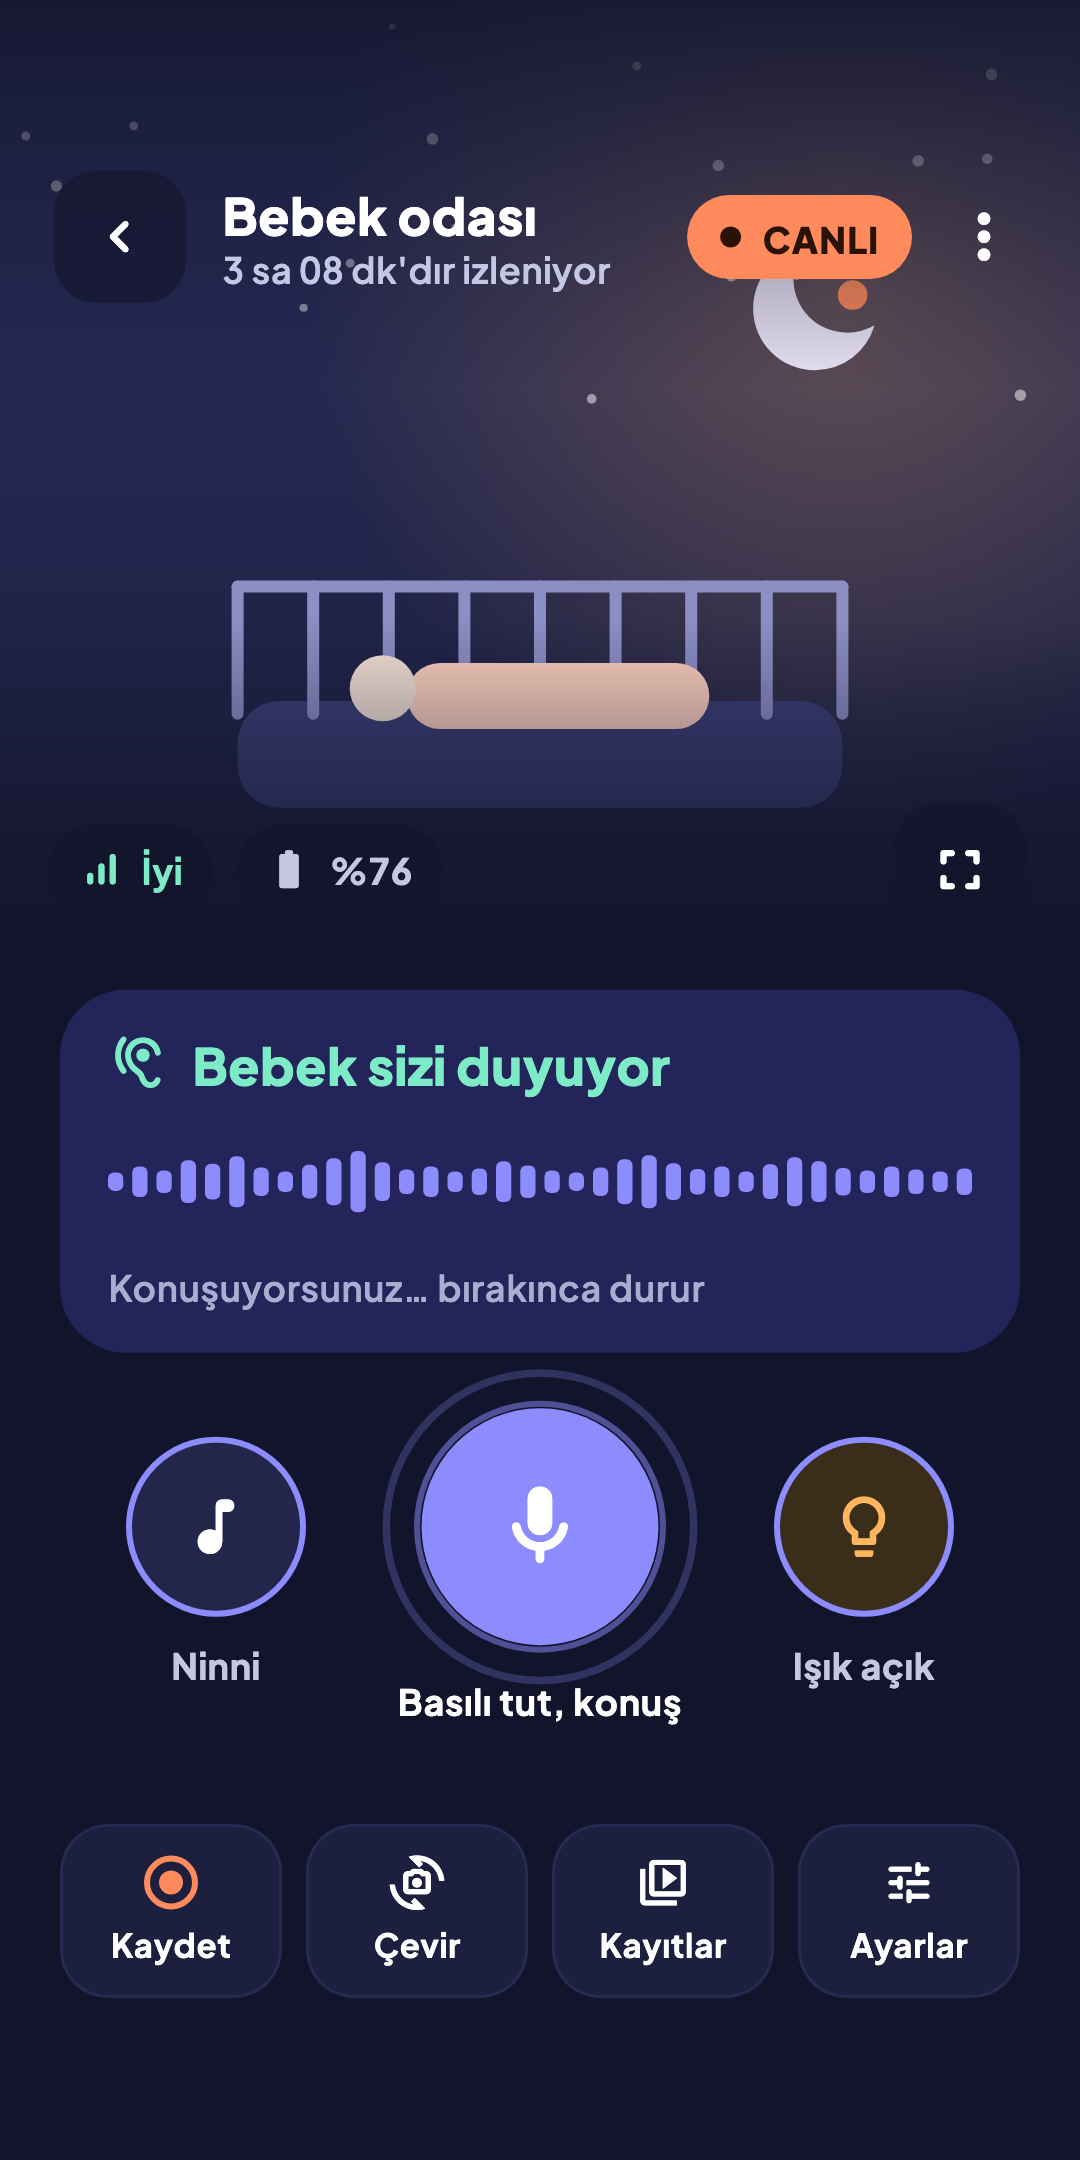 Bebek odası
CANLI
3 sa 08 dk'dır izleniyor
İyi
%76
Bebek sizi duyuyor
Konuşuyorsunuz... bırakınca durur
Ninni
Işık açık
Basılı tut, konuş
Kaydet
Çevir
Kayıtlar
Ayarlar